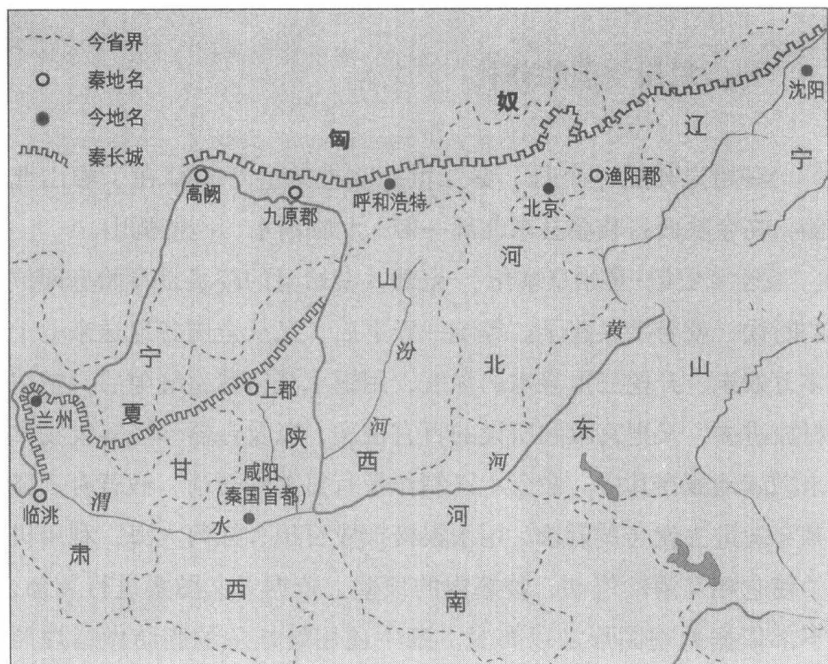 今省界
秦地名
今地名
秦长城
匈
奴
辽
宁
沈阳
高阙
九原郡
呼和浩特
北京
渔阳郡
河
北
山
西
汾
河
黄
河
山
东
宁
夏
兰州
上郡
陕
西
甘
肃
临洮
渭
水
咸阳
(秦国首都)
河
南